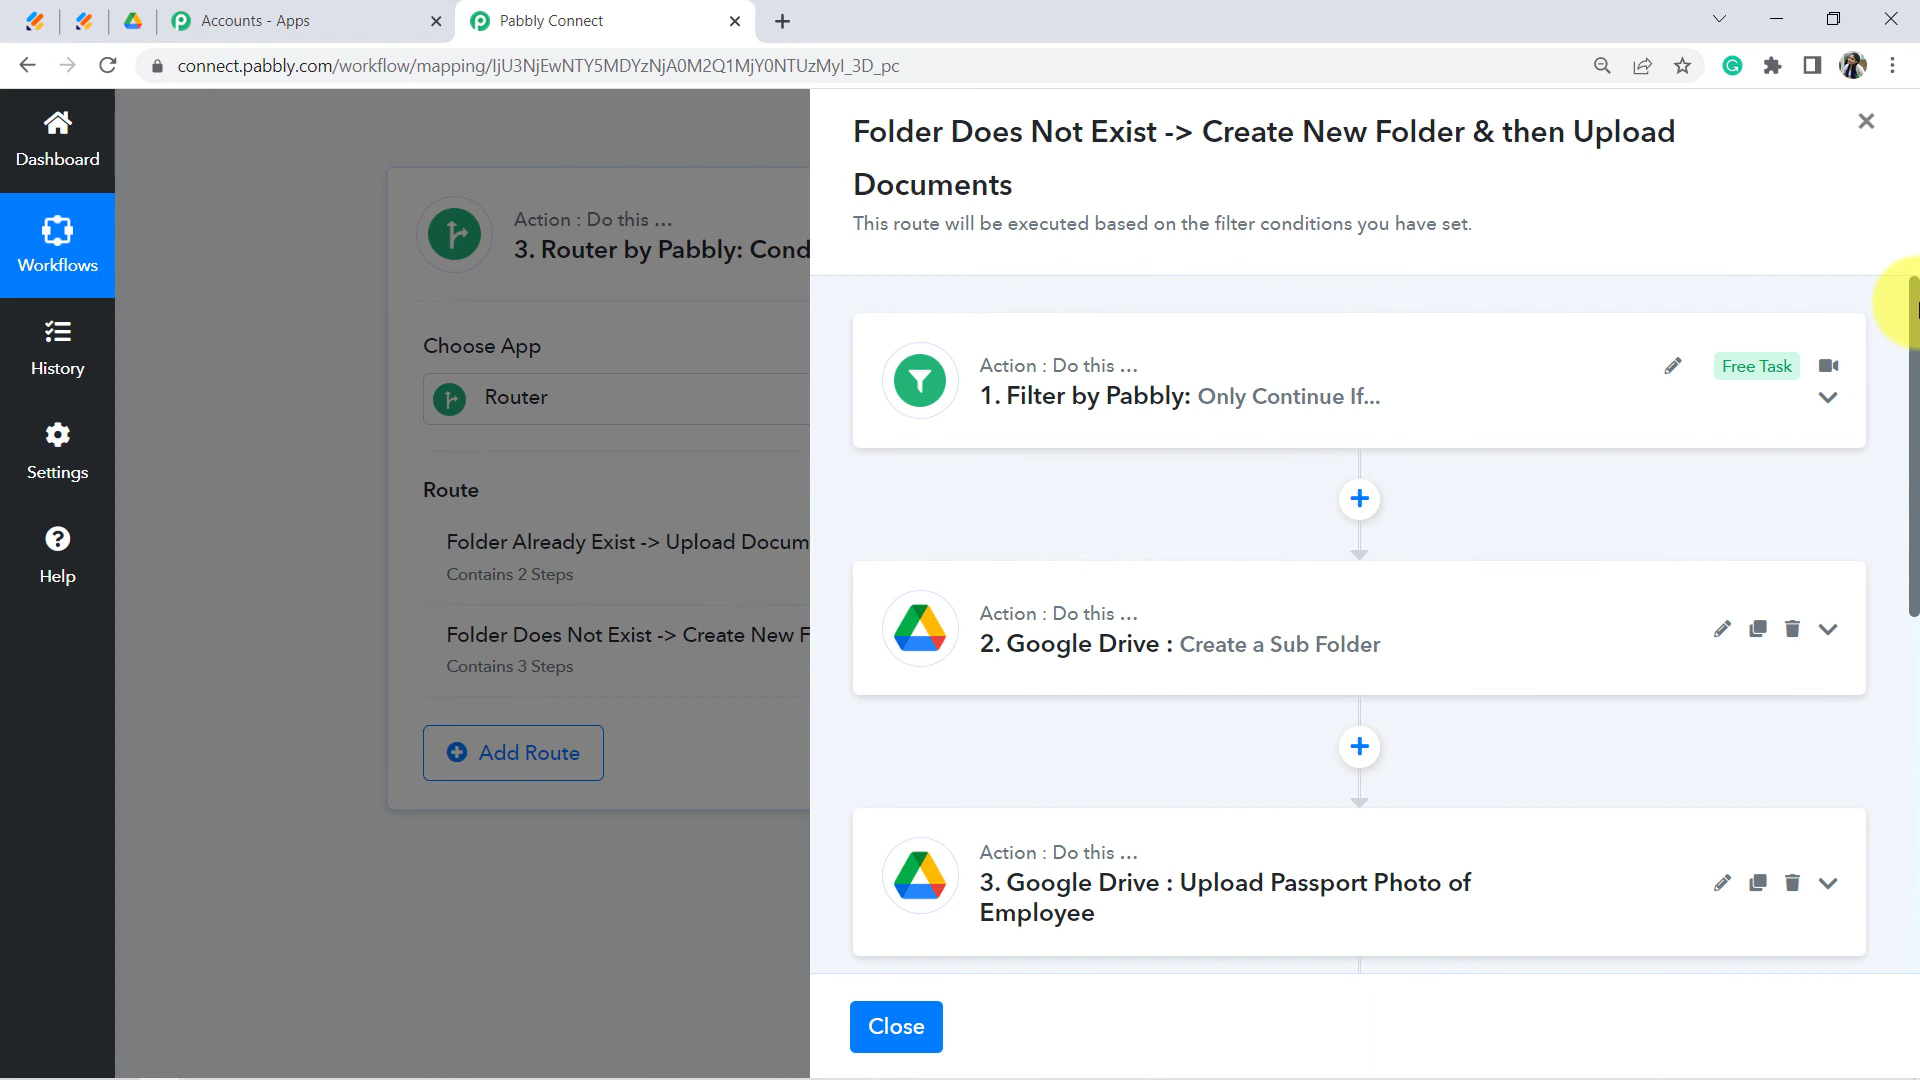 Accounts - Apps
Pabbly Connect
connect.pabbly.com/workflow/mapping/IjU3NjEwNTY5MDYzNjA0M2Q1MjY0NTUzMyI_3D_pc
Dashboard
Workflows
History
Settings
Help
Action : Do this ...
3. Router by Pabbly: Cond
Choose App
Router
Route
Folder Already Exist -> Upload Docum
Contains 2 Steps
Folder Does Not Exist -> Create New F
Contains 3 Steps
Add Route
Folder Does Not Exist -> Create New Folder & then Upload
Documents
This route will be executed based on the filter conditions you have set.
Action : Do this ...
1. Filter by Pabbly: Only Continue If...
Free Task
Action : Do this ...
2. Google Drive : Create a Sub Folder
Action : Do this ...
3. Google Drive : Upload Passport Photo of
Employee
Close